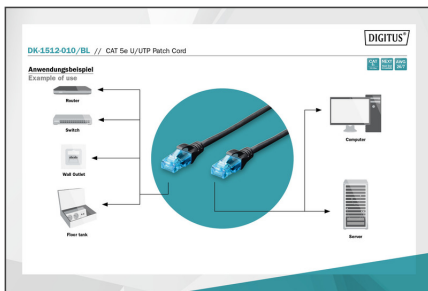 DIGITUS®
DK-1512-010/BL // CAT 5e U/UTP Patch Cord
Anwendungsbeispiel
Example of use
Router
Switch
Wall Outlet
Floor tank
Computer
Server